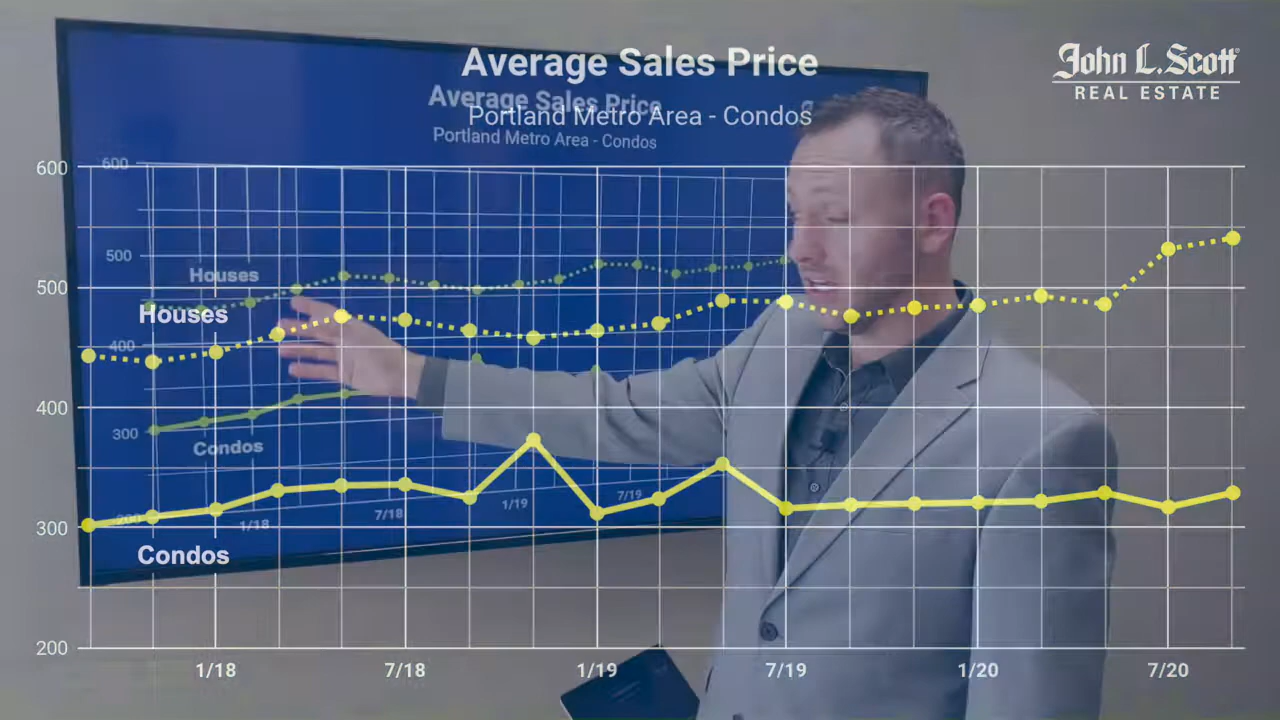 Average Sales Price
Portland Metro Area - Condos
John L. Scott
REAL ESTATE
Average Sales Price
Portland Metro Area - Condos
600
500
400
300
200
Houses
Condos
1/18
7/18
1/19
7/19
1/20
7/20
600
500
400
300
200
Houses
Condos
1/18
7/18
1/19
7/19